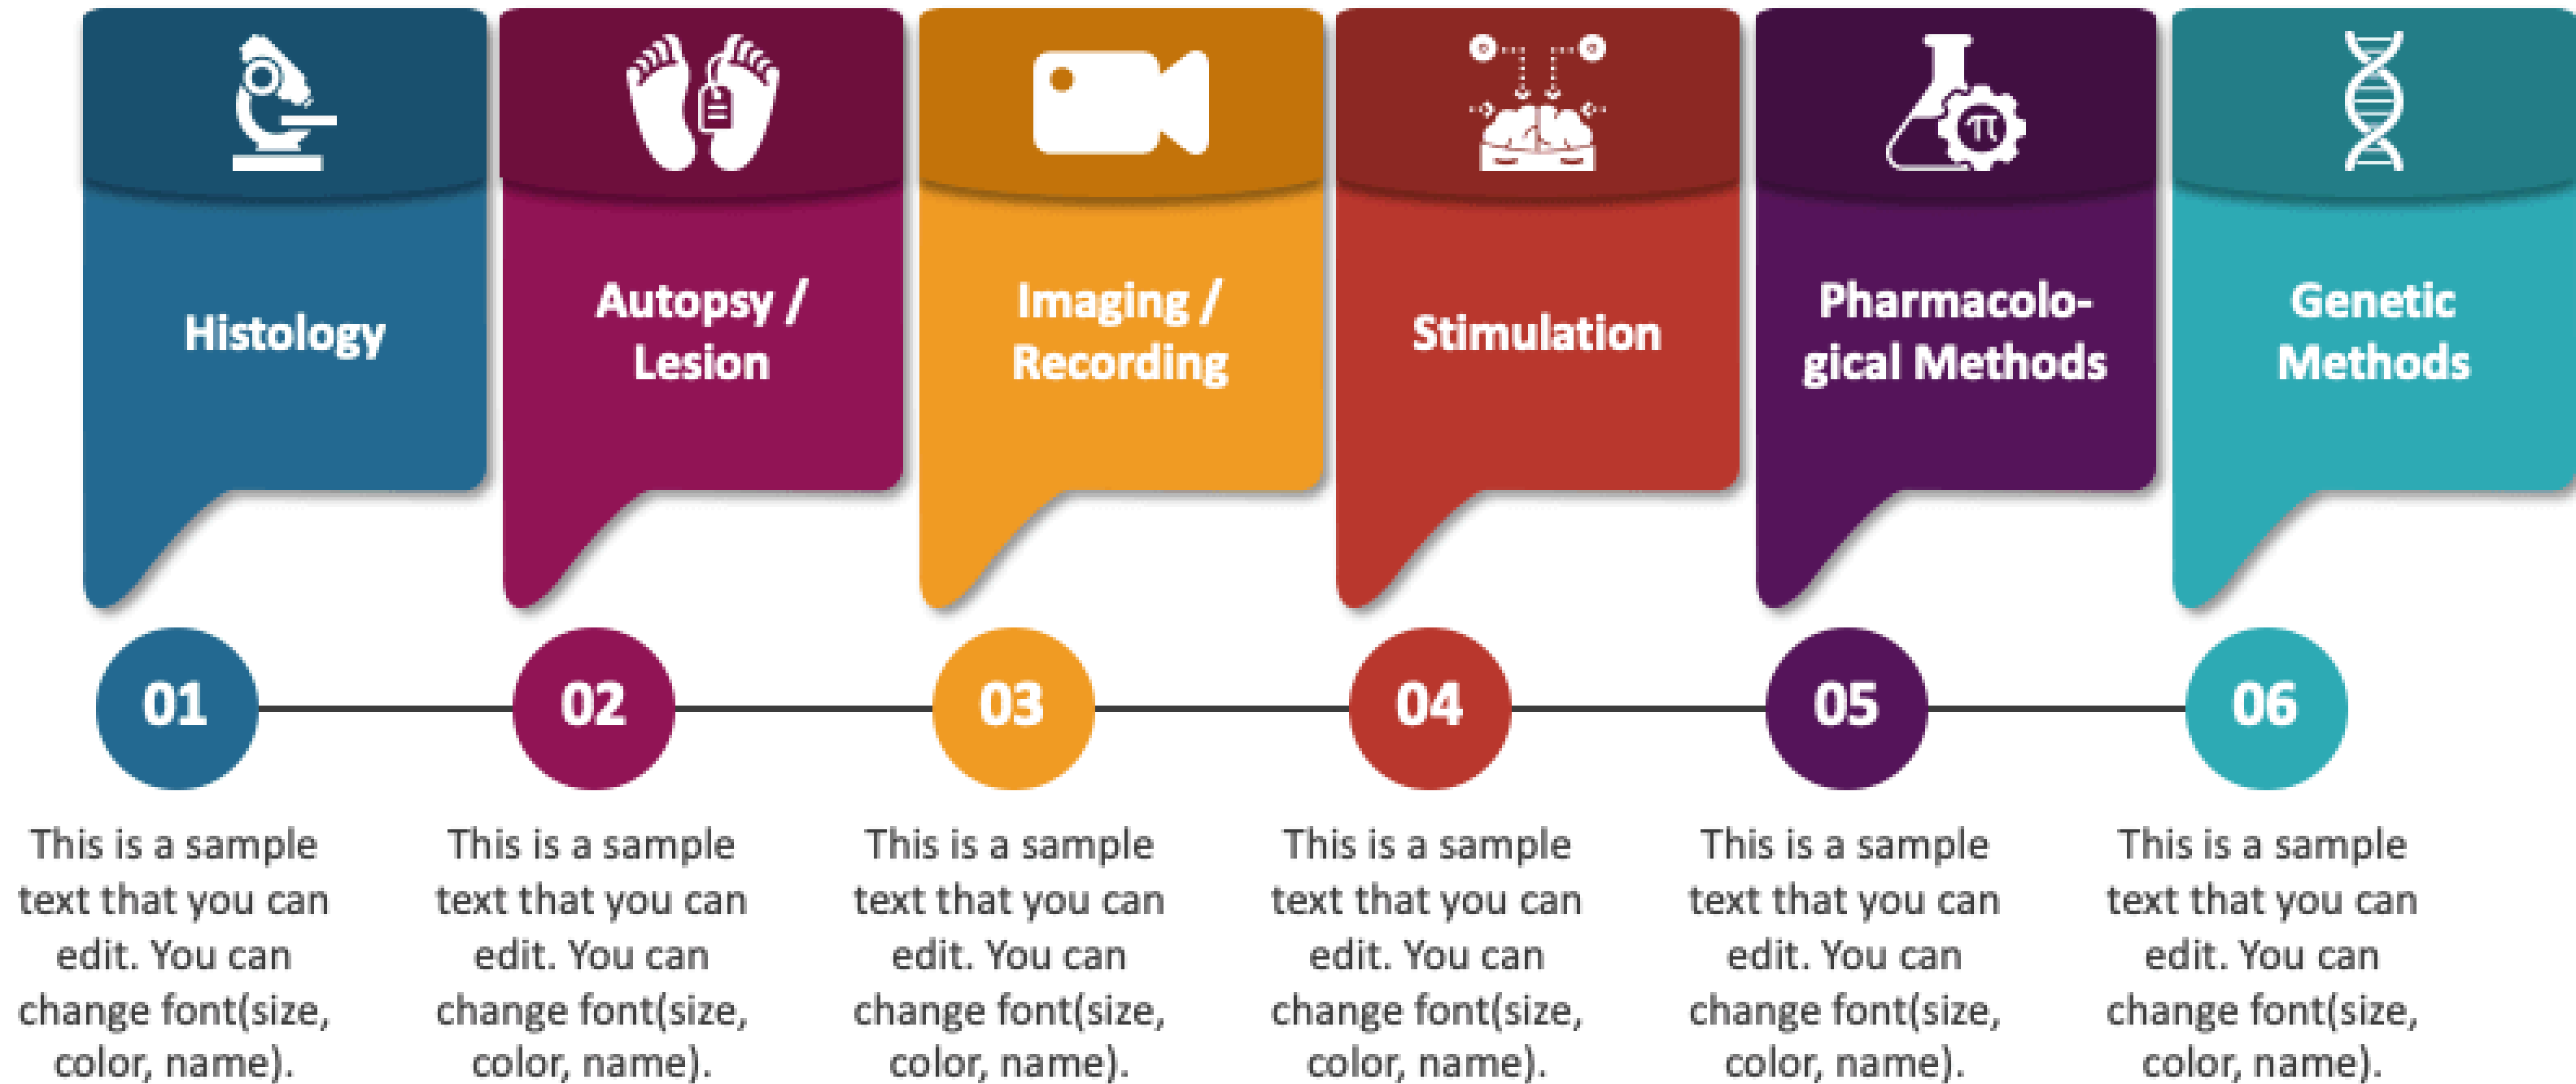 Histology
Autopsy /
Lesion
Imaging /
Recording
Stimulation
Pharmacolo-
gical Methods
Genetic
Methods
π
01
02
03
04
05
06
This is a sample
text that you can
edit. You can
change font(size,
color, name).
This is a sample
text that you can
edit. You can
change font(size,
color, name).
This is a sample
text that you can
edit. You can
change font(size,
color, name).
This is a sample
text that you can
edit. You can
change font(size,
color, name).
This is a sample
text that you can
edit. You can
change font(size,
color, name).
This is a sample
text that you can
edit. You can
change font(size,
color, name).